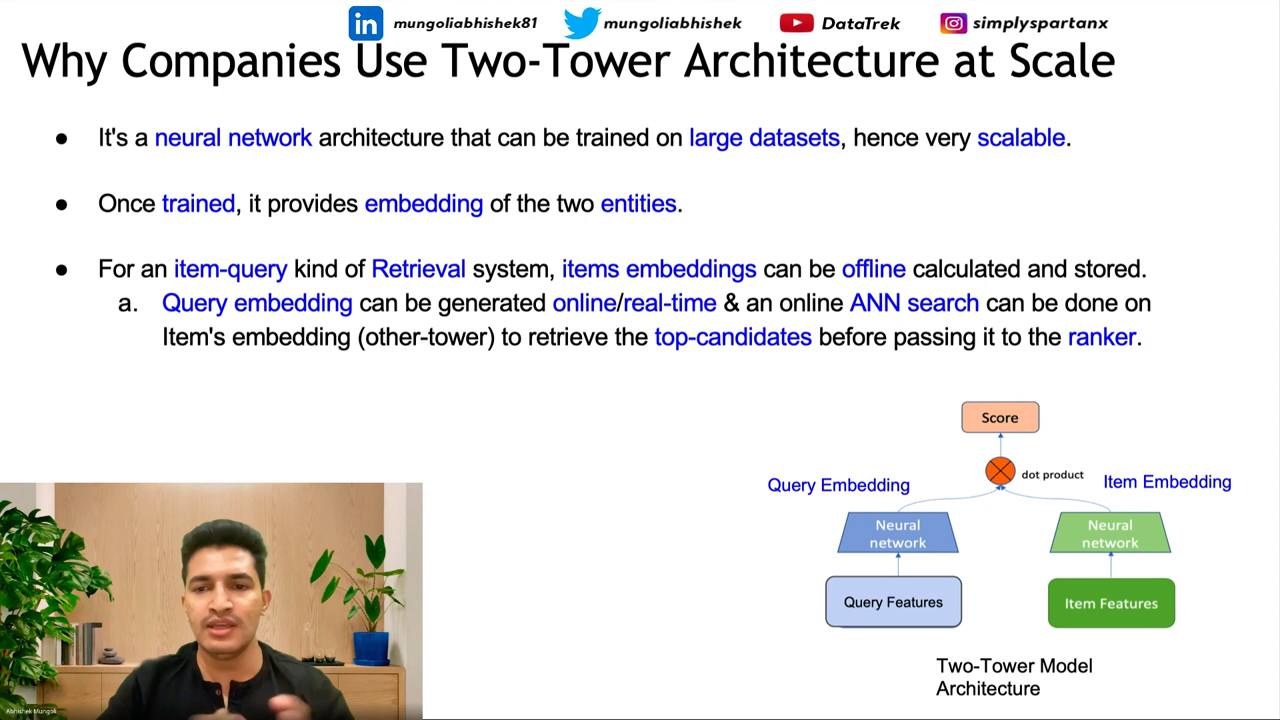 mungoliabhishek81 mungoliabhishek DataTrek simplyspartanx
Why Companies Use Two-Tower Architecture at Scale
● It's a neural network architecture that can be trained on large datasets, hence very scalable.
● Once trained, it provides embedding of the two entities.
● For an item-query kind of Retrieval system, items embeddings can be offline calculated and stored.
a. Query embedding can be generated online/real-time & an online ANN search can be done on
Item's embedding (other-tower) to retrieve the top-candidates before passing it to the ranker.
Score
dot product
Query Embedding
Item Embedding
Neural
network
Neural
network
Query Features
Item Features
Two-Tower Model
Architecture
Abhishek Mungoli